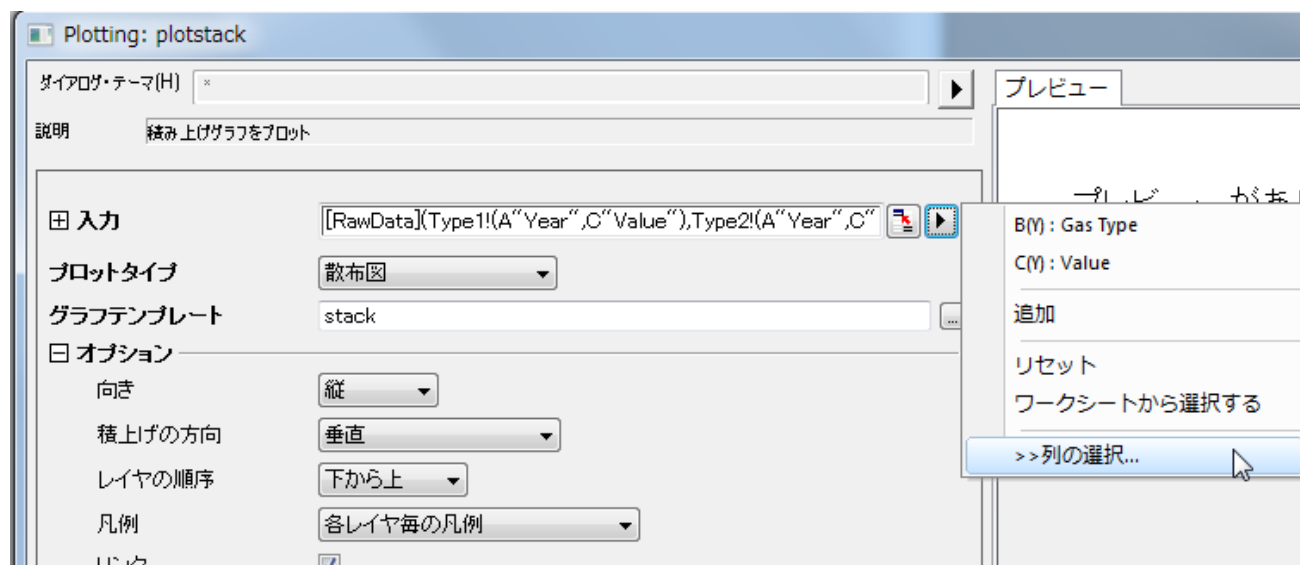 Plotting: plotstack
ダイアログ・テーマ(H) *
プレビュー
説明 積み上げグラフをプロット
入力 [RawData](Type1!(A"Year",C"Value"),Type2!(A"Year",C"
B(Y) : Gas Type
C(Y) : Value
プロットタイプ 散布図
グラフテンプレート stack ...
追加
オプション
リセット
向き 縦
ワークシートから選択する
積上げの方向 垂直
>>列の選択...
レイヤの順序 下から上
凡例 各レイヤ毎の凡例
リンク